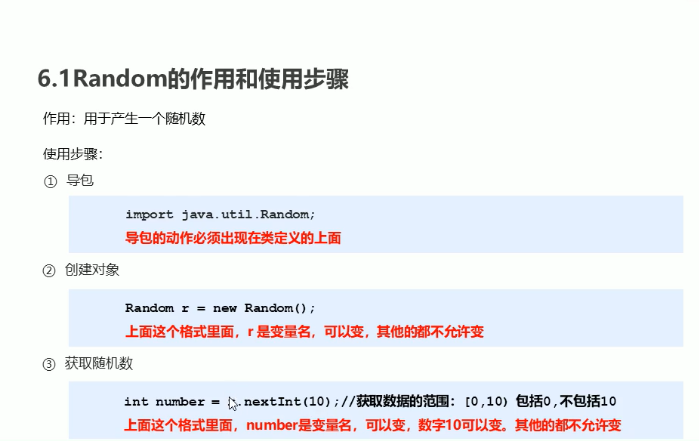 6.1Random的作用和使用步骤
作用：用于产生一个随机数
使用步骤：
① 导包
import java.util.Random;
导包的动作必须出现在类定义的上面
② 创建对象
Random r = new Random();
上面这个格式里面，r 是变量名，可以变，其他的都不允许变
③ 获取随机数
int number = .nextInt(10);//获取数据的范围：[0,10) 包括0,不包括10
上面这个格式里面，number是变量名，可以变，数字10可以变。其他的都不允许变